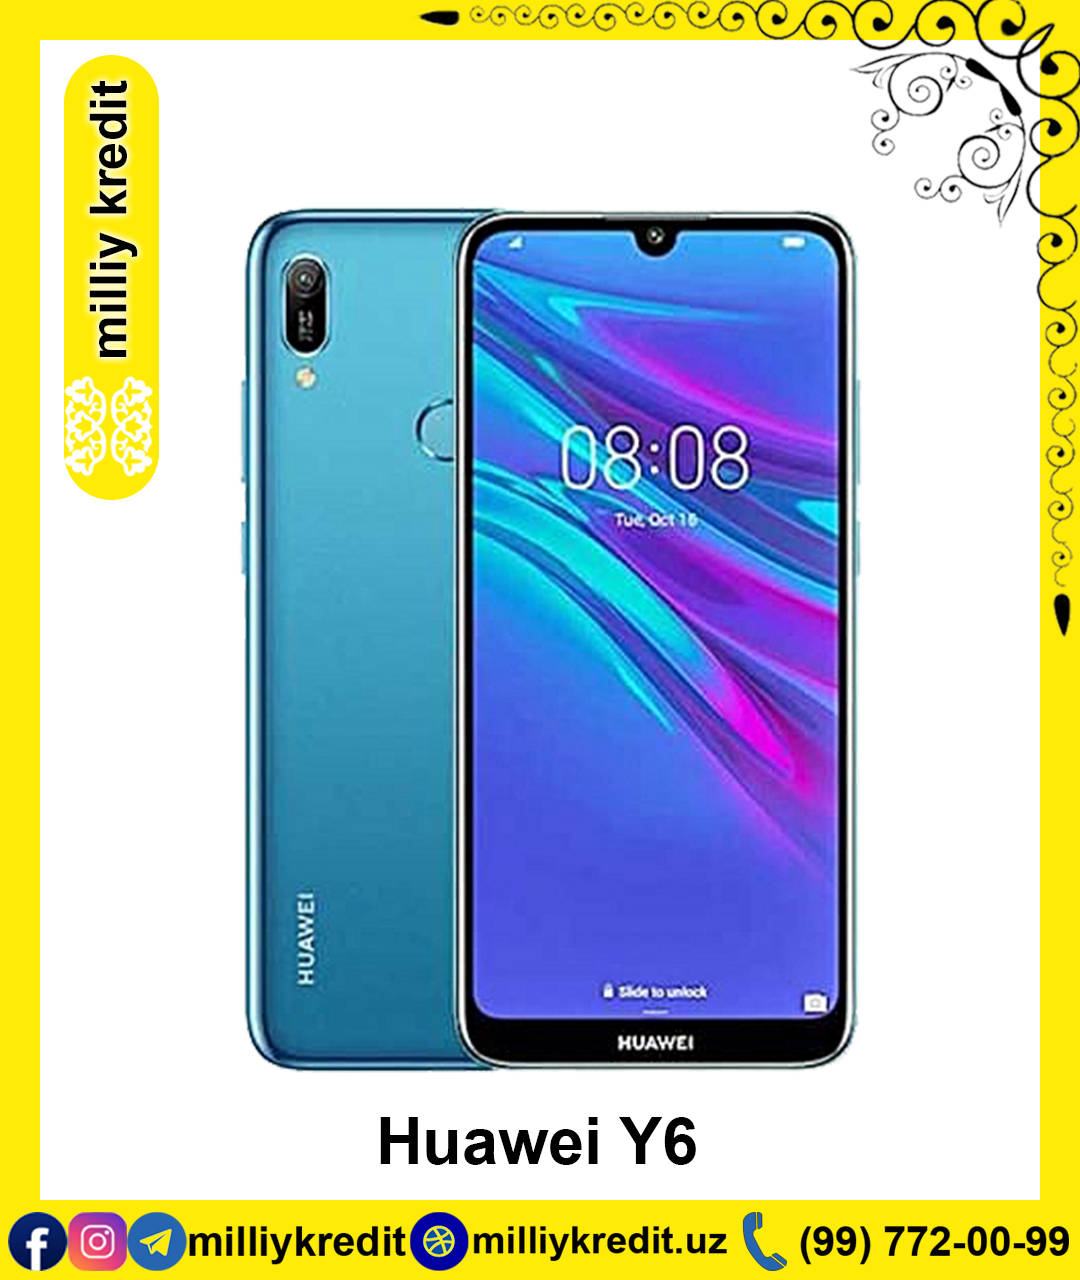 milliy kredit
08:08
Tue, Oct 16
HUAWEI
Slide to unlock
HUAWEI
Huawei Y6
milliykredit milliykredit.uz (99) 772-00-99